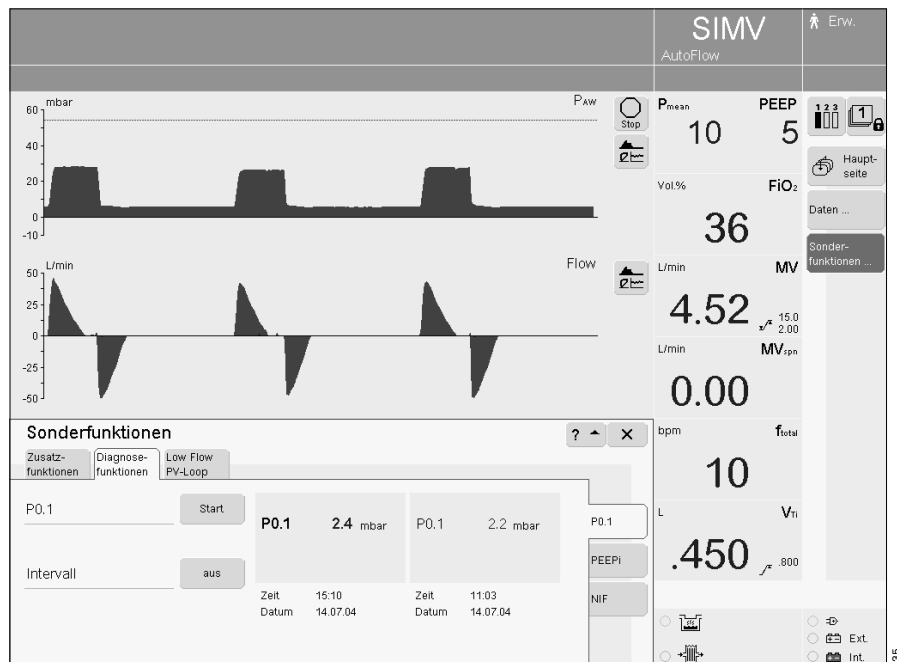 SIMV
AutoFlow
Erw.
mbar
PAW
60
40
20
0
-10
Stop
Pmean
PEEP
10
5
1 2 3
1
Haupt-
seite
Vol.%
FiO2
36
Daten ...
Sonder-
funktionen ...
L/min
Flow
50
25
0
-25
-50
L/min
MV
4.52
15.0
2.00
L/min
MVspn
0.00
Sonderfunktionen
?
X
Zusatz-
funktionen
Diagnose-
funktionen
Low Flow
PV-Loop
bpm
ftotal
10
P0.1
Start
P0.1 2.4 mbar
P0.1 2.2 mbar
P0.1
PEEPi
NIF
Intervall
aus
Zeit 15:10
Datum 14.07.04
Zeit 11:03
Datum 14.07.04
L
VTi
.450
.800
Ext.
Int.